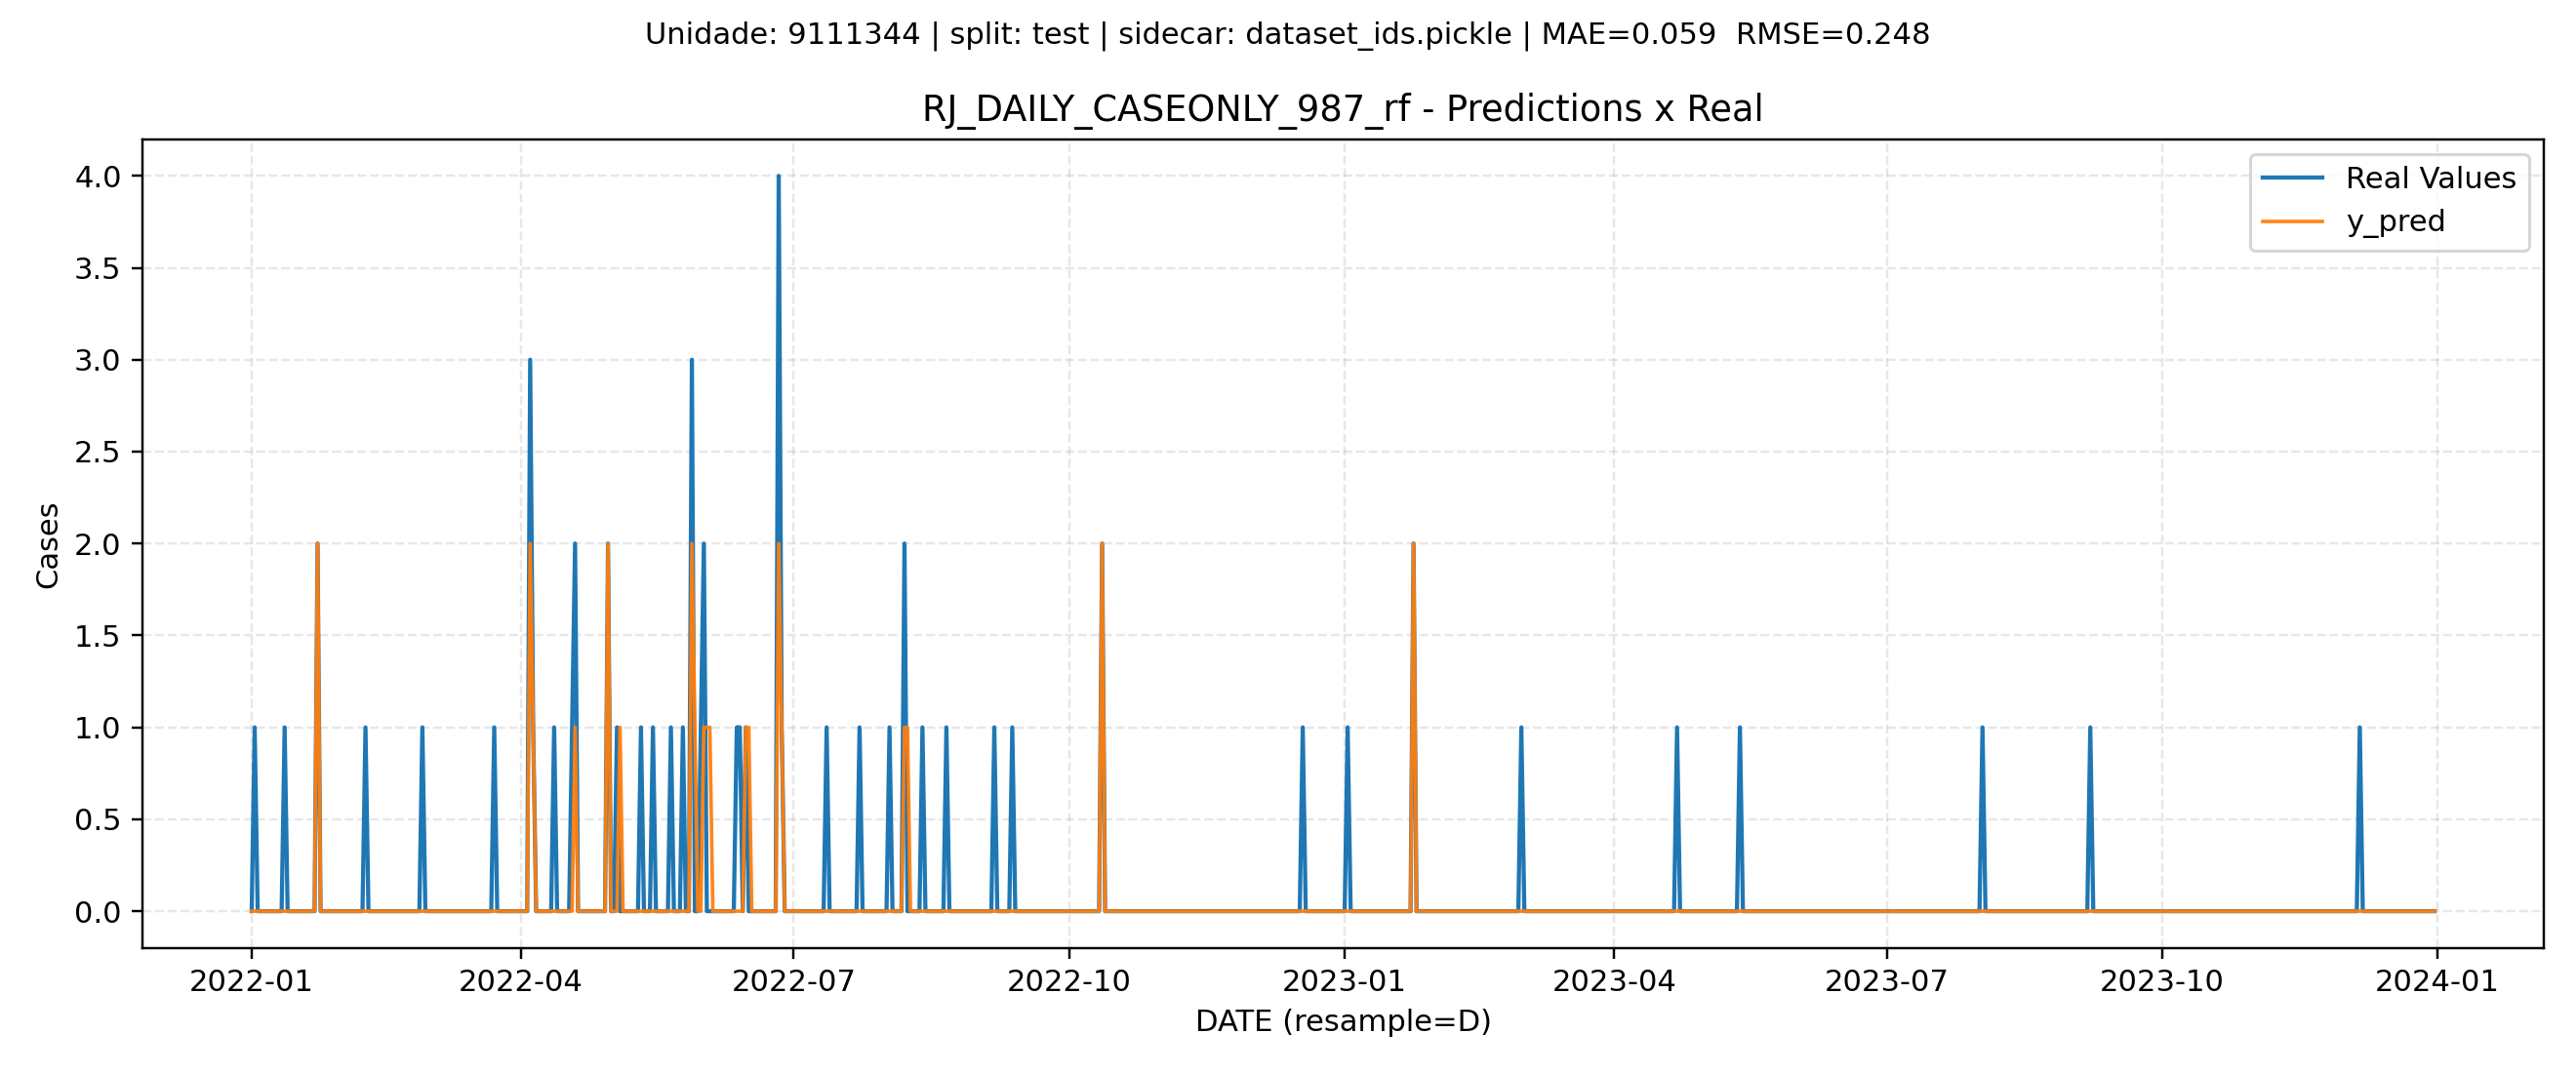 Unidade: 9111344 | split: test | sidecar: dataset_ids.pickle | MAE=0.059  RMSE=0.248
RJ_DAILY_CASEONLY_987_rf - Predictions x Real
Real Values
y_pred
Cases
4.0
3.5
3.0
2.5
2.0
1.5
1.0
0.5
0.0
2022-01 2022-04 2022-07 2022-10 2023-01 2023-04 2023-07 2023-10 2024-01
DATE (resample=D)